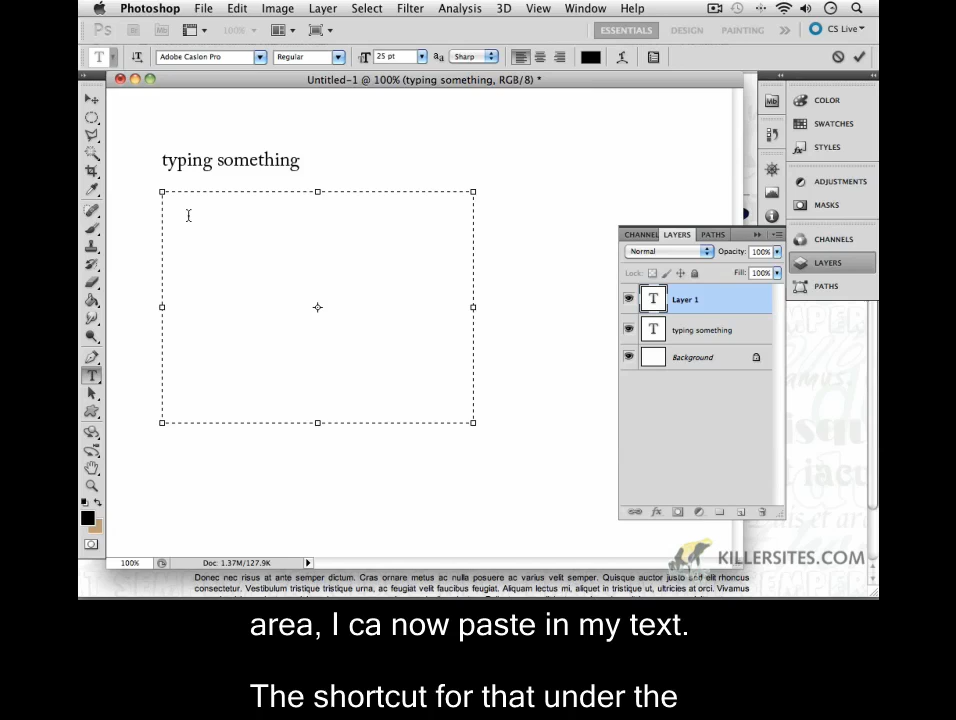 Photoshop File Edit Image Layer Select Filter Analysis 3D View Window Help
Ps Br Mb 100% ESSENTIALS DESIGN PAINTING CS Live
T Adobe Caslon Pro Regular 25 pt Sharp
Untitled-1 @ 100% (typing something, RGB/8) *
typing something
Mb
COLOR
SWATCHES
STYLES
ADJUSTMENTS
MASKS
CHANNELS
LAYERS
PATHS
CHANNEL LAYERS PATHS
Normal Opacity: 100%
Lock: Fill: 100%
T Layer 1
T typing something
Background
100% Doc: 1.37M/127.9K
KILLERSITES.COM
Donec nec risus at ante semper dictum. Cras ornare metus ac nulla posuere ac varius velit semper. Quisque auctor justo sed elit rhoncus
consectetur. Vestibulum tristique tristique urna, ac feugiat velit faucibus feugiat. Aliquam lectus mi, aliquet in tristique ut, ultricies at orci. Vivamus
area, I ca now paste in my text.
The shortcut for that under the